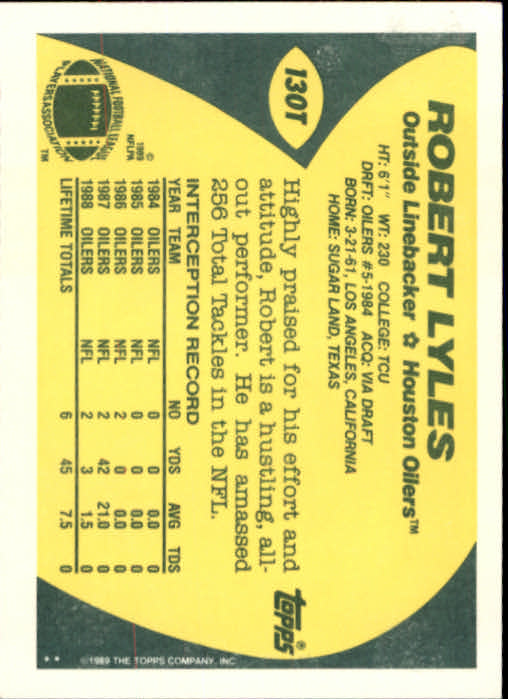 130T
ROBERT LYLES
Outside Linebacker ✩ Houston Oilers™
HT: 6'1" WT: 230 COLLEGE: TCU
DRFT: OILERS #5-1984 ACQ: VIA DRAFT
BORN: 3-21-61, LOS ANGELES, CALIFORNIA
HOME: SUGAR LAND, TEXAS
Highly praised for his effort and
attitude, Robert is a hustling, all-
out performer. He has amassed
256 Total Tackles in the NFL.
topps®
INTERCEPTION RECORD
YEAR TEAM NO YDS AVG TDS
1984 OILERS NFL 0 0 0.0 0
1985 OILERS NFL 0 0 0.0 0
1986 OILERS NFL 2 0 0.0 0
1987 OILERS NFL 2 42 21.0 0
1988 OILERS NFL 2 3 1.5 0
LIFETIME TOTALS 6 45 7.5 0
NATIONAL FOOTBALL LEAGUE
PLAYERS ASSOCIATION
™
©
1989
NFLPA
©1989 THE TOPPS COMPANY, INC.
**